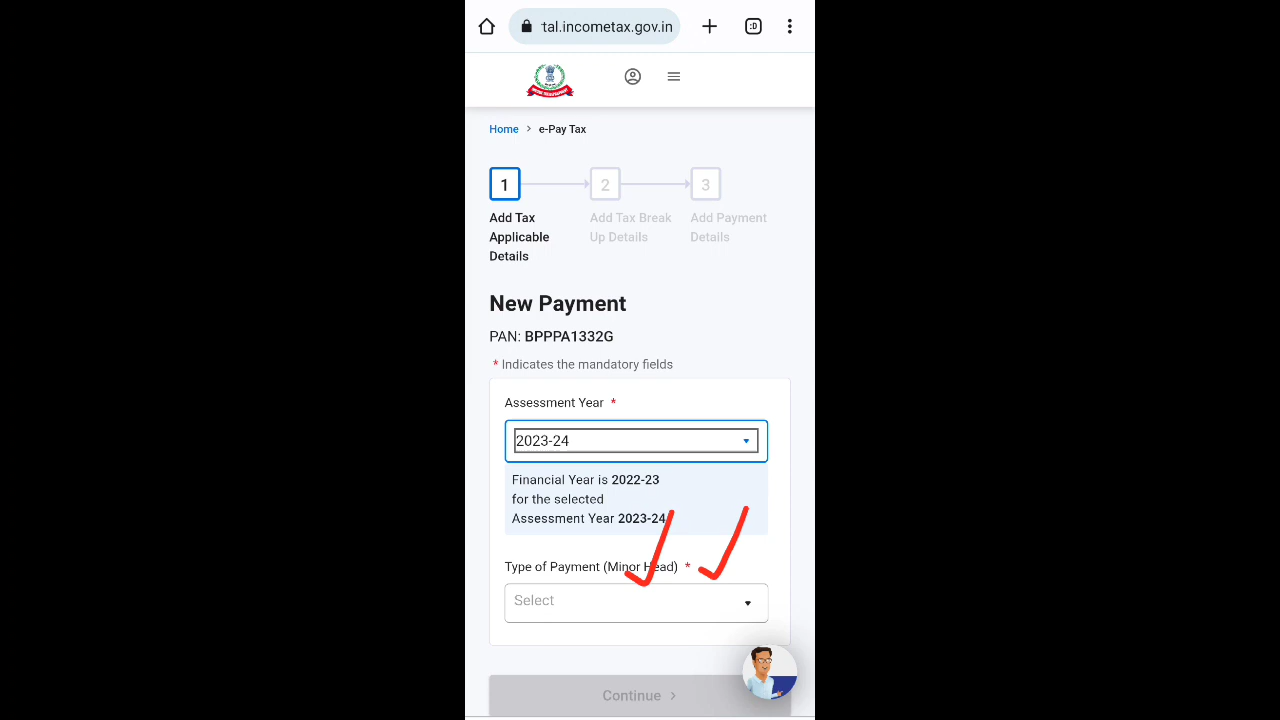 tal.incometax.gov.in
:D
Home > e-Pay Tax
1 2 3
Add Tax Applicable Details
Add Tax Break Up Details
Add Payment Details
New Payment
PAN: BPPPA1332G
* Indicates the mandatory fields
Assessment Year *
2023-24
Financial Year is 2022-23
for the selected
Assessment Year 2023-24
Type of Payment (Minor Head) *
Select
Continue >